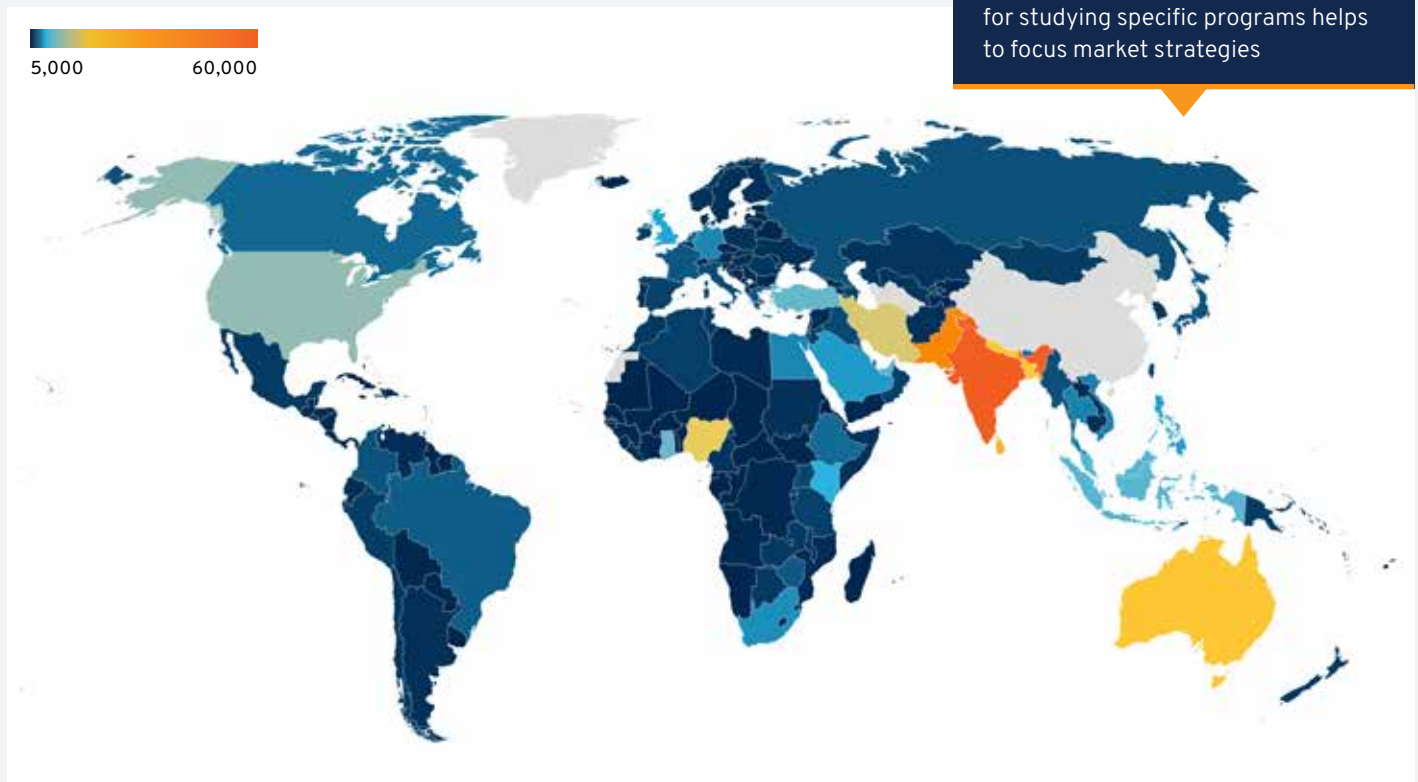 for studying specific programs helps
to focus market strategies
5,000 60,000